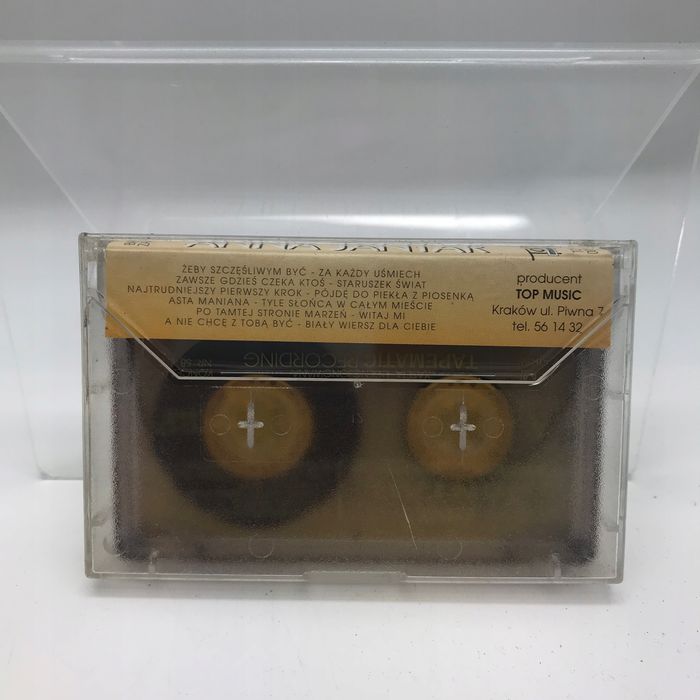 ANNA JANTAR
ŻEBY SZCZĘŚLIWYM BYĆ - ZA KAŻDY UŚMIECH
ZAWSZE GDZIEŚ CZEKA KTOŚ - STARUSZEK ŚWIAT
NAJTRUDNIEJSZY PIERWSZY KROK - PÓJDĘ DO PIEKŁA Z PIOSENKĄ
ASTA MANIANA - TYLE SŁOŃCA W CAŁYM MIEŚCIE
PO TAMTEJ STRONIE MARZEŃ - WITAJ MI
A NIE CHCĘ Z TOBĄ BYĆ - BIAŁY WIERSZ DLA CIEBIE
producent
TOP MUSIC
Kraków ul. Piwna 7
tel. 56 14 32
TAPEMATIC RECORDING